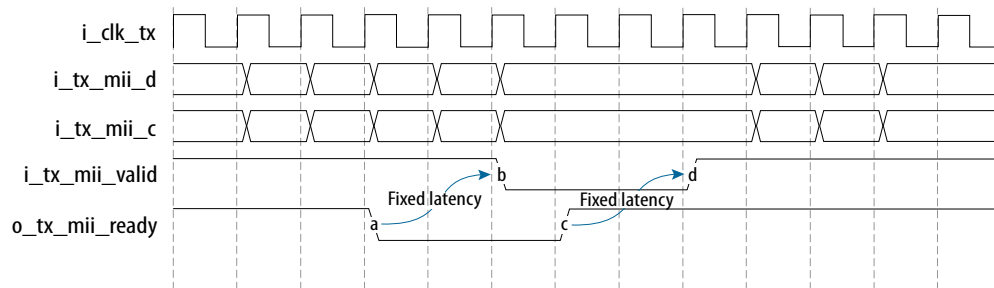 i_clk_tx
i_tx_mii_d
i_tx_mii_c
i_tx_mii_valid
b
d
Fixed latency
Fixed latency
o_tx_mii_ready
a
c